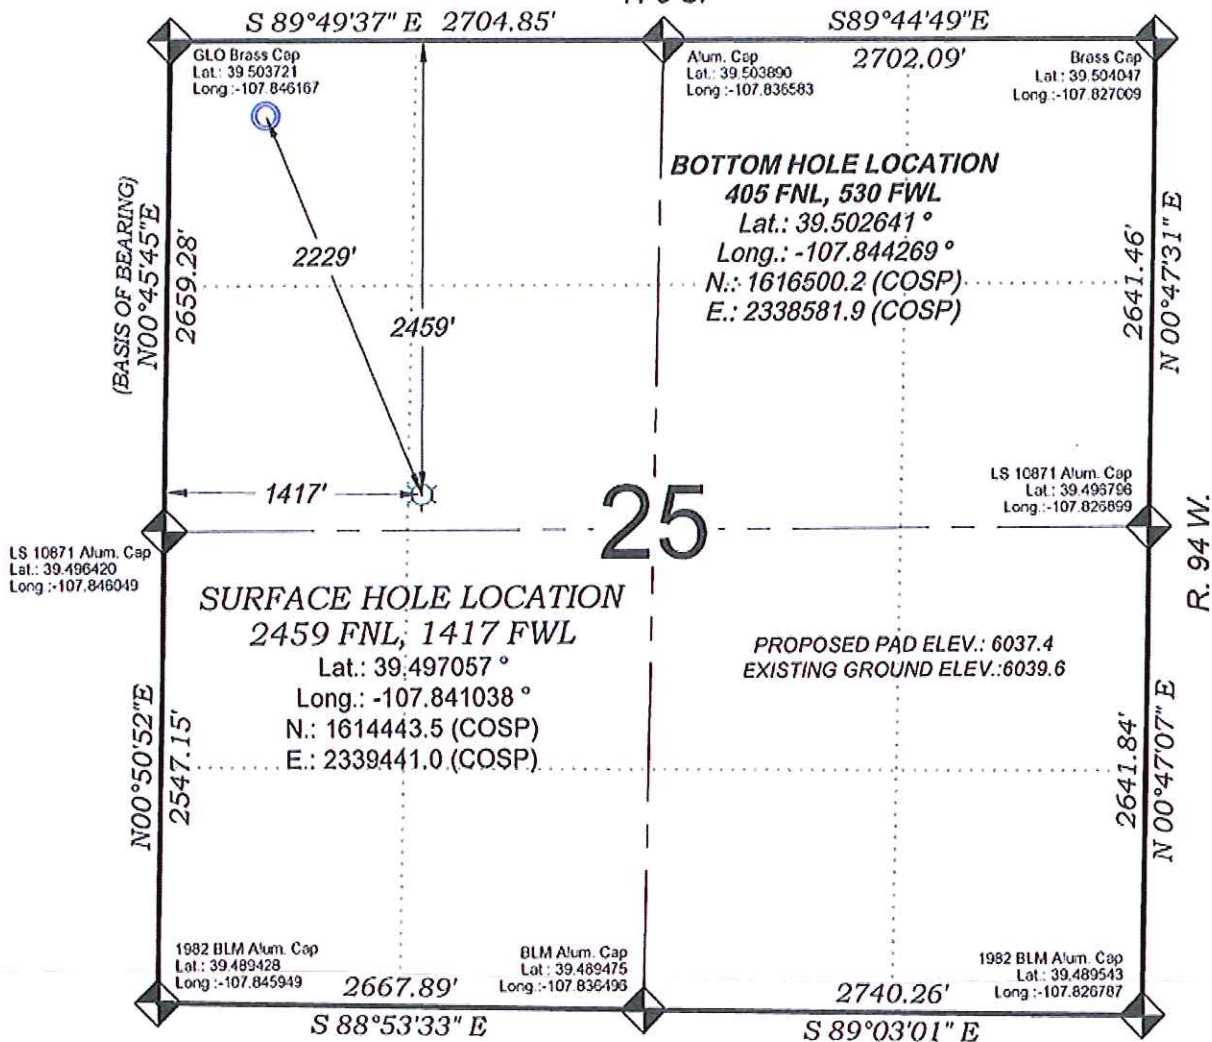 S 89°49'37" E 2704.85'
S89°44'49"E
2702.09'
GLO Brass Cap
Lat.: 39.503721
Long.:-107.846167
Alum. Cap
Lat.: 39.503890
Long.:-107.836583
Brass Cap
Lat.: 39.504047
Long.:-107.827009
BOTTOM HOLE LOCATION
405 FNL, 530 FWL
Lat.: 39.502641 °
Long.: -107.844269 °
N.: 1616500.2 (COSP)
E.: 2338581.9 (COSP)
(BASIS OF BEARING)
N00°45'45"E
2659.28'
2229'
2459'
2641.46'
N 00°47'31" E
1417'
25
LS 10871 Alum. Cap
Lat.: 39.496796
Long.:-107.826899
R. 94 W.
LS 10871 Alum. Cap
Lat.: 39.496420
Long.:-107.846049
SURFACE HOLE LOCATION
2459 FNL, 1417 FWL
Lat.: 39.497057 °
Long.: -107.841038 °
N.: 1614443.5 (COSP)
E.: 2339441.0 (COSP)
PROPOSED PAD ELEV.: 6037.4
EXISTING GROUND ELEV.:6039.6
N00°50'52"E
2547.15'
2641.84'
N 00°47'07" E
1982 BLM Alum. Cap
Lat.: 39.489428
Long.:-107.845949
BLM Alum. Cap
Lat.: 39.489475
Long.:-107.836496
1982 BLM Alum. Cap
Lat.: 39.489543
Long.:-107.826787
2667.89'
S 88°53'33" E
2740.26'
S 89°03'01" E